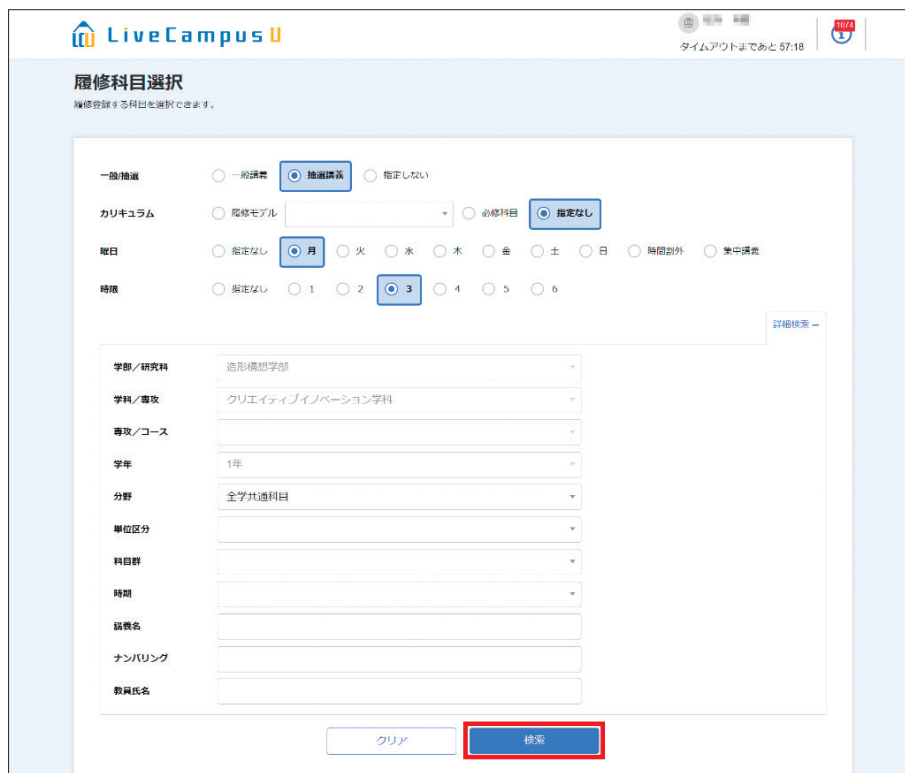 LiveCampusU
1074
タイムアウトまであと 57:18
履修科目選択
履修登録する科目を選択できます。
一般/抽選 一般講義 抽選講義 指定しない
カリキュラム 履修モデル 必修科目 指定なし
曜日 指定なし 月 火 水 木 金 土 日 時間割外 集中講義
時限 指定なし 1 2 3 4 5 6
詳細検索 −
学部／研究科 造形構想学部
学科／専攻 クリエイティブイノベーション学科
専攻／コース
学年 1年
分野 全学共通科目
単位区分
科目群
時期
講義名
ナンバリング
教員氏名
クリア 検索